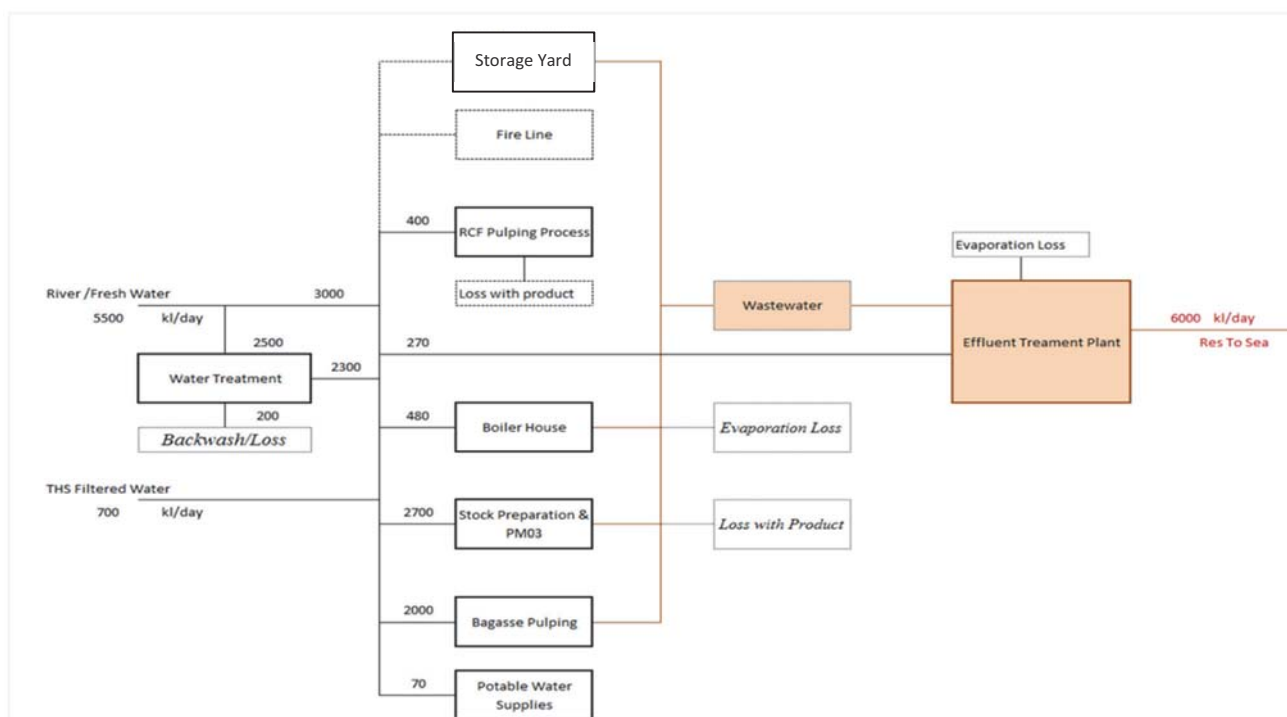 Storage Yard
Fire Line
400
RCF Pulping Process
Evaporation Loss
River /Fresh Water
3000
Loss with product
5500 kl/day
Wastewater
6000 kl/day
2500
270
Effluent Treament Plant
Res To Sea
Water Treatment
2300
200
480
Boiler House
Evaporation Loss
Backwash/Loss
THS Filtered Water
700 kl/day
2700
Stock Preparation &
PM03
Loss with Product
2000
Bagasse Pulping
70
Potable Water
Supplies